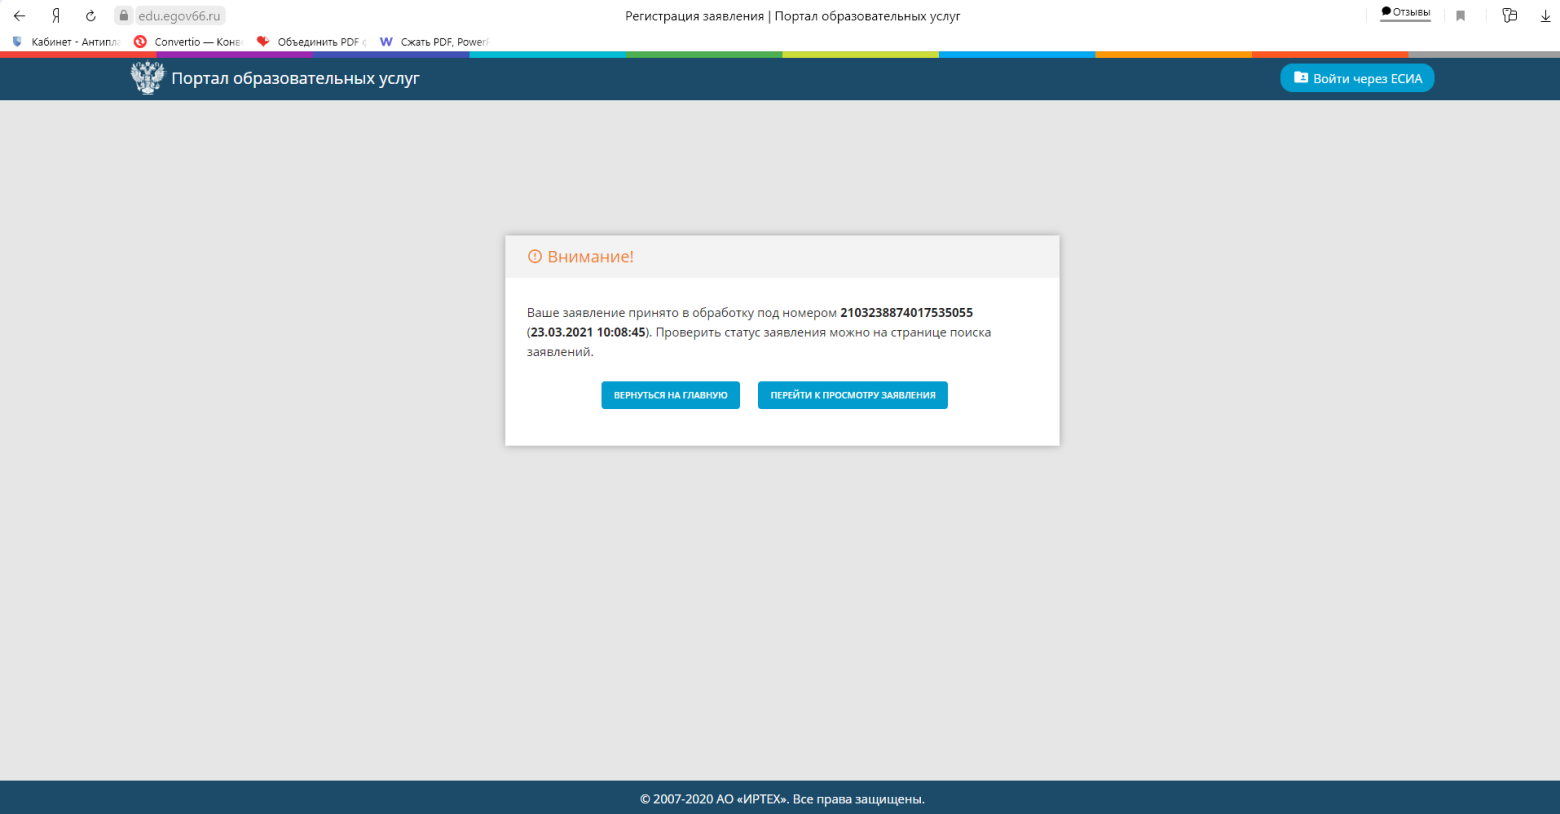 Я
edu.egov66.ru
Регистрация заявления | Портал образовательных услуг
Отзывы
Кабинет - Антипла
Convertio — Конве
Объединить PDF
W Сжать PDF, Power
Портал образовательных услуг
Войти через ЕСИА
Внимание!
Ваше заявление принято в обработку под номером 2103238874017535055
(23.03.2021 10:08:45). Проверить статус заявления можно на странице поиска
заявлений.
ВЕРНУТЬСЯ НА ГЛАВНУЮ
ПЕРЕЙТИ К ПРОСМОТРУ ЗАЯВЛЕНИЯ
© 2007-2020 АО «ИРТЕХ». Все права защищены.